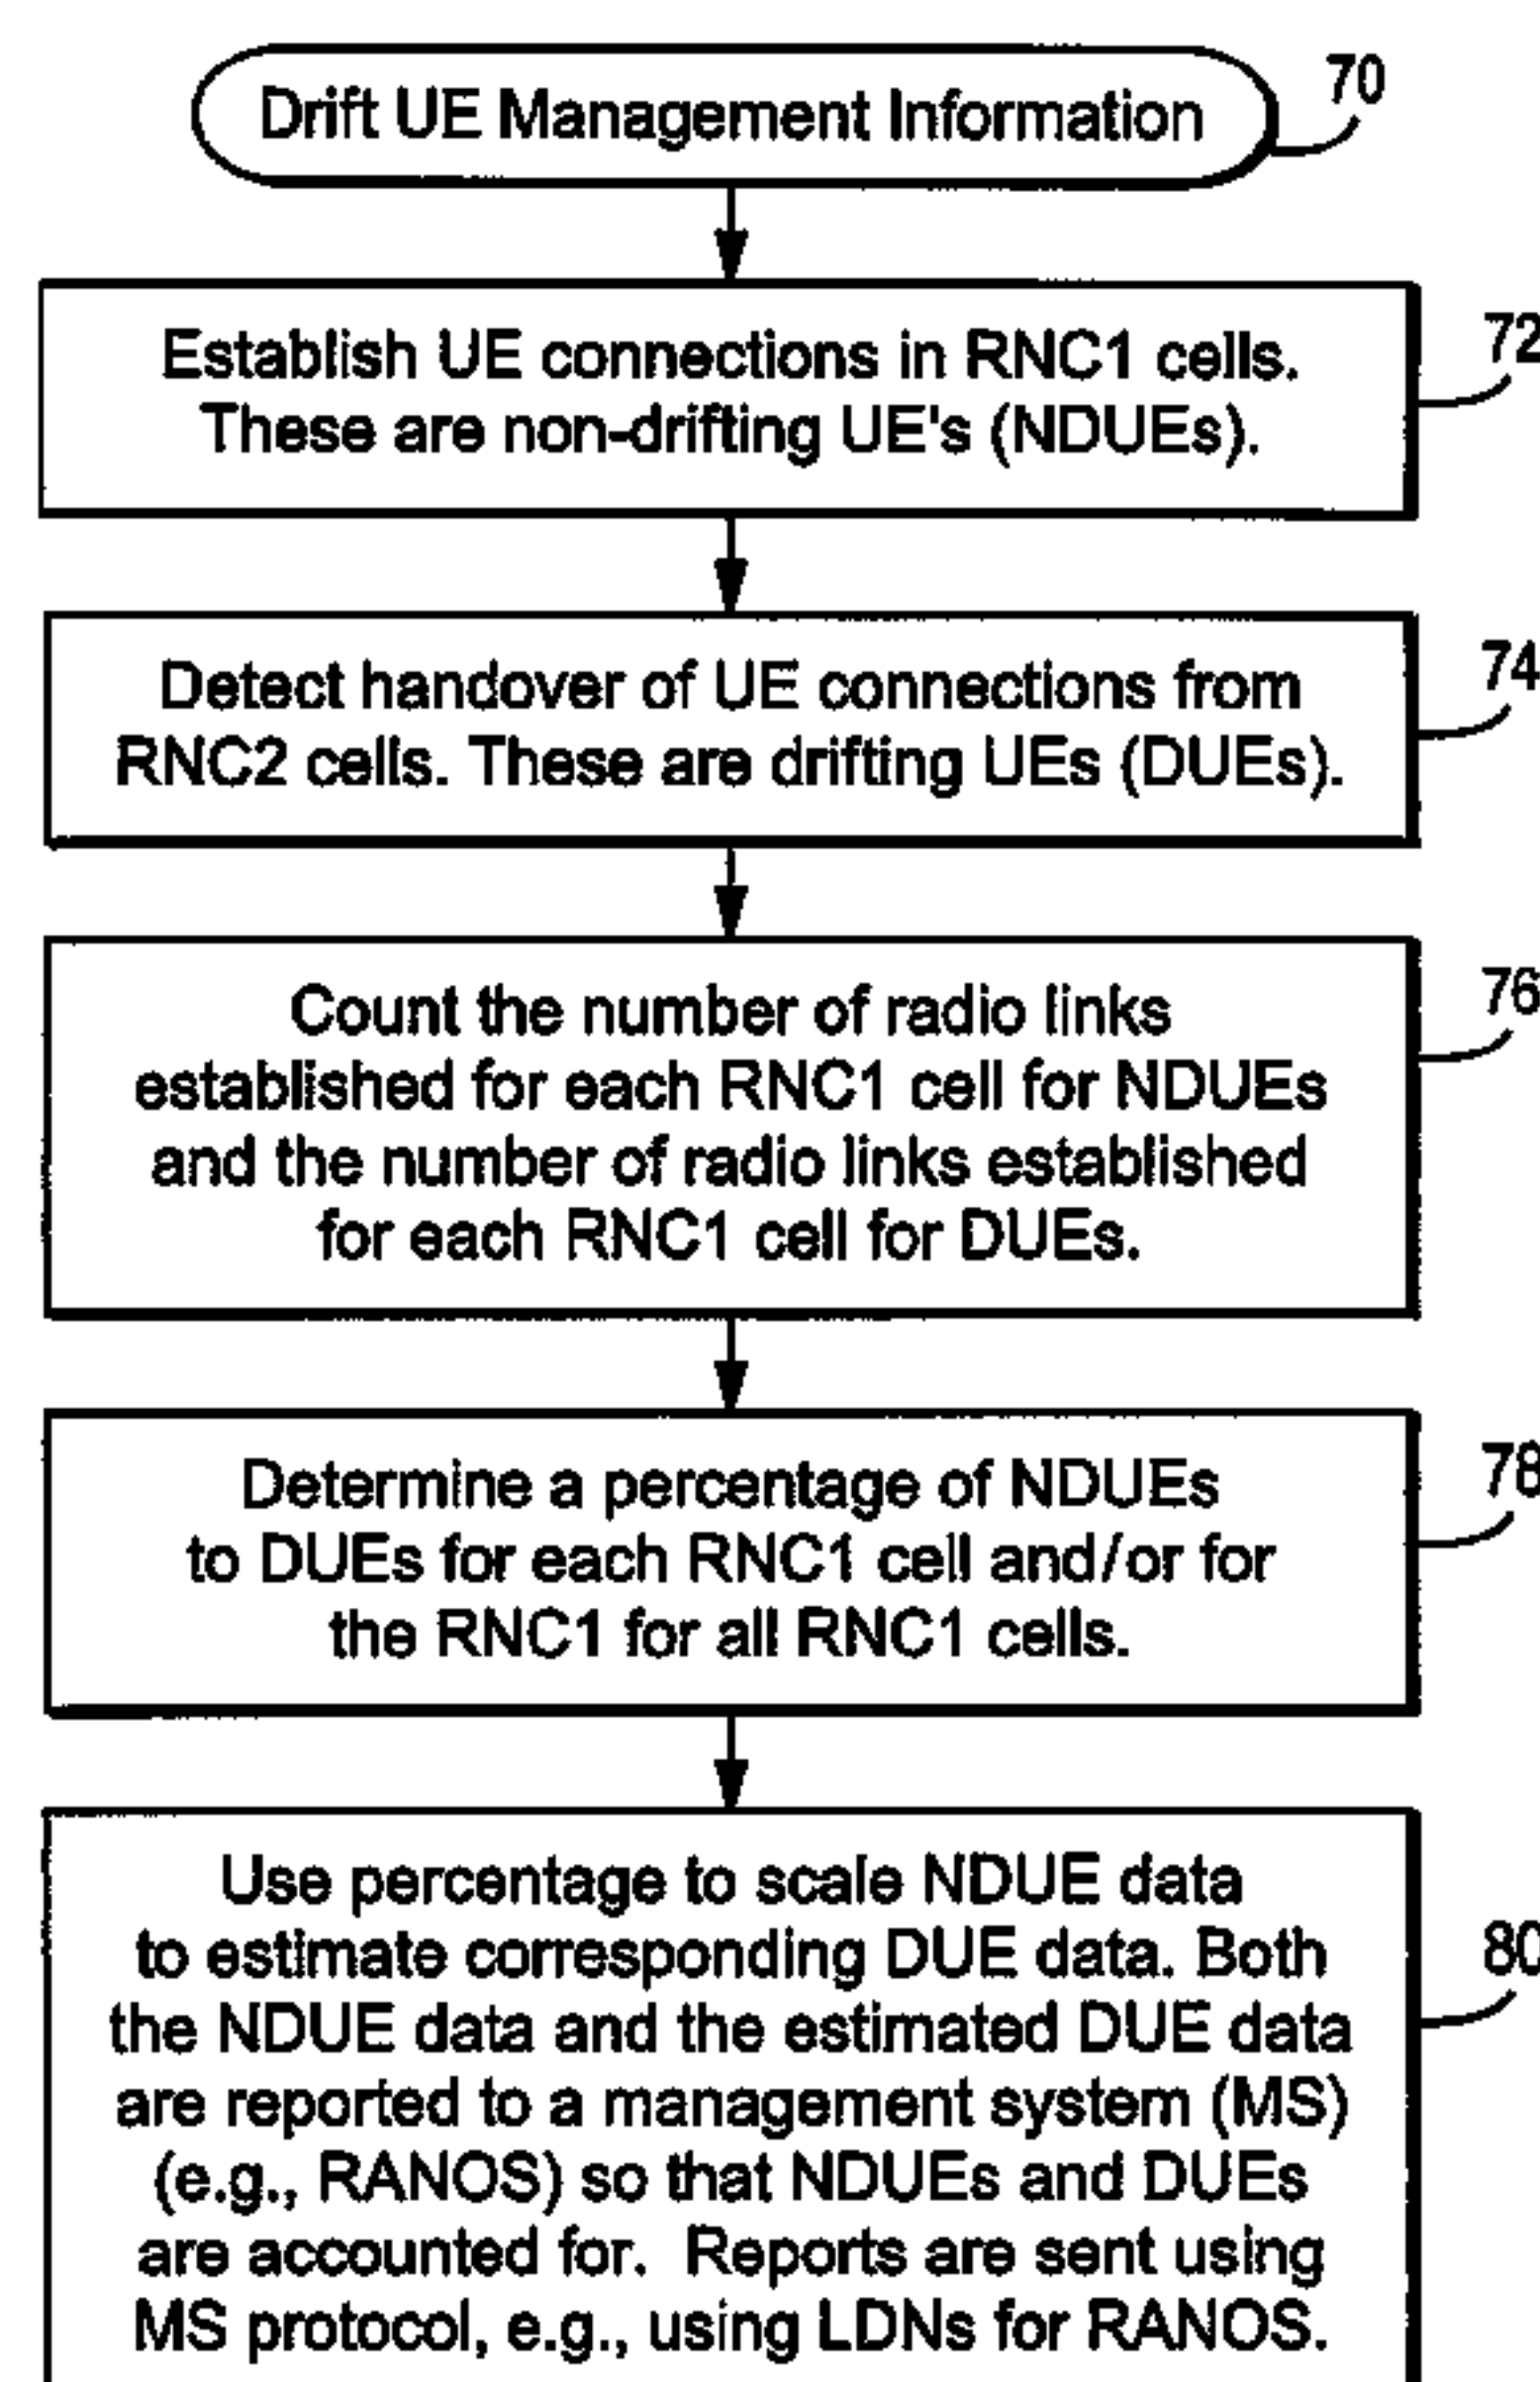 Drift UE Management Information
70
Establish UE connections in RNC1 cells.
These are non-drifting UE's (NDUEs).
72
Detect handover of UE connections from
RNC2 cells. These are drifting UEs (DUEs).
74
Count the number of radio links
established for each RNC1 cell for NDUEs
and the number of radio links established
for each RNC1 cell for DUEs.
76
Determine a percentage of NDUEs
to DUEs for each RNC1 cell and/or for
the RNC1 for all RNC1 cells.
78
Use percentage to scale NDUE data
to estimate corresponding DUE data. Both
the NDUE data and the estimated DUE data
are reported to a management system (MS)
(e.g., RANOS) so that NDUEs and DUEs
are accounted for. Reports are sent using
MS protocol, e.g., using LDNs for RANOS.
80